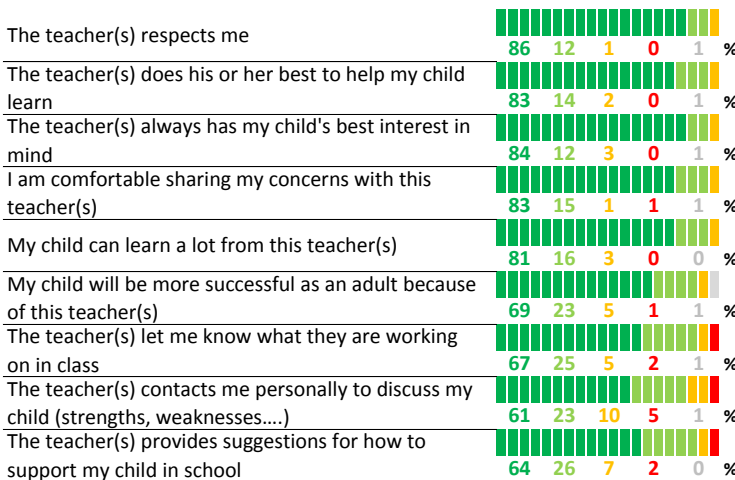 The teacher(s) respects me
86 12 1 0 1 %
The teacher(s) does his or her best to help my child
learn
83 14 2 0 1 %
The teacher(s) always has my child's best interest in
mind
84 12 3 0 1 %
I am comfortable sharing my concerns with this
teacher(s)
83 15 1 1 1 %
My child can learn a lot from this teacher(s)
81 16 3 0 0 %
My child will be more successful as an adult because
of this teacher(s)
69 23 5 1 1 %
The teacher(s) let me know what they are working
on in class
67 25 5 2 1 %
The teacher(s) contacts me personally to discuss my
child (strengths, weaknesses....)
61 23 10 5 1 %
The teacher(s) provides suggestions for how to
support my child in school
64 26 7 2 0 %